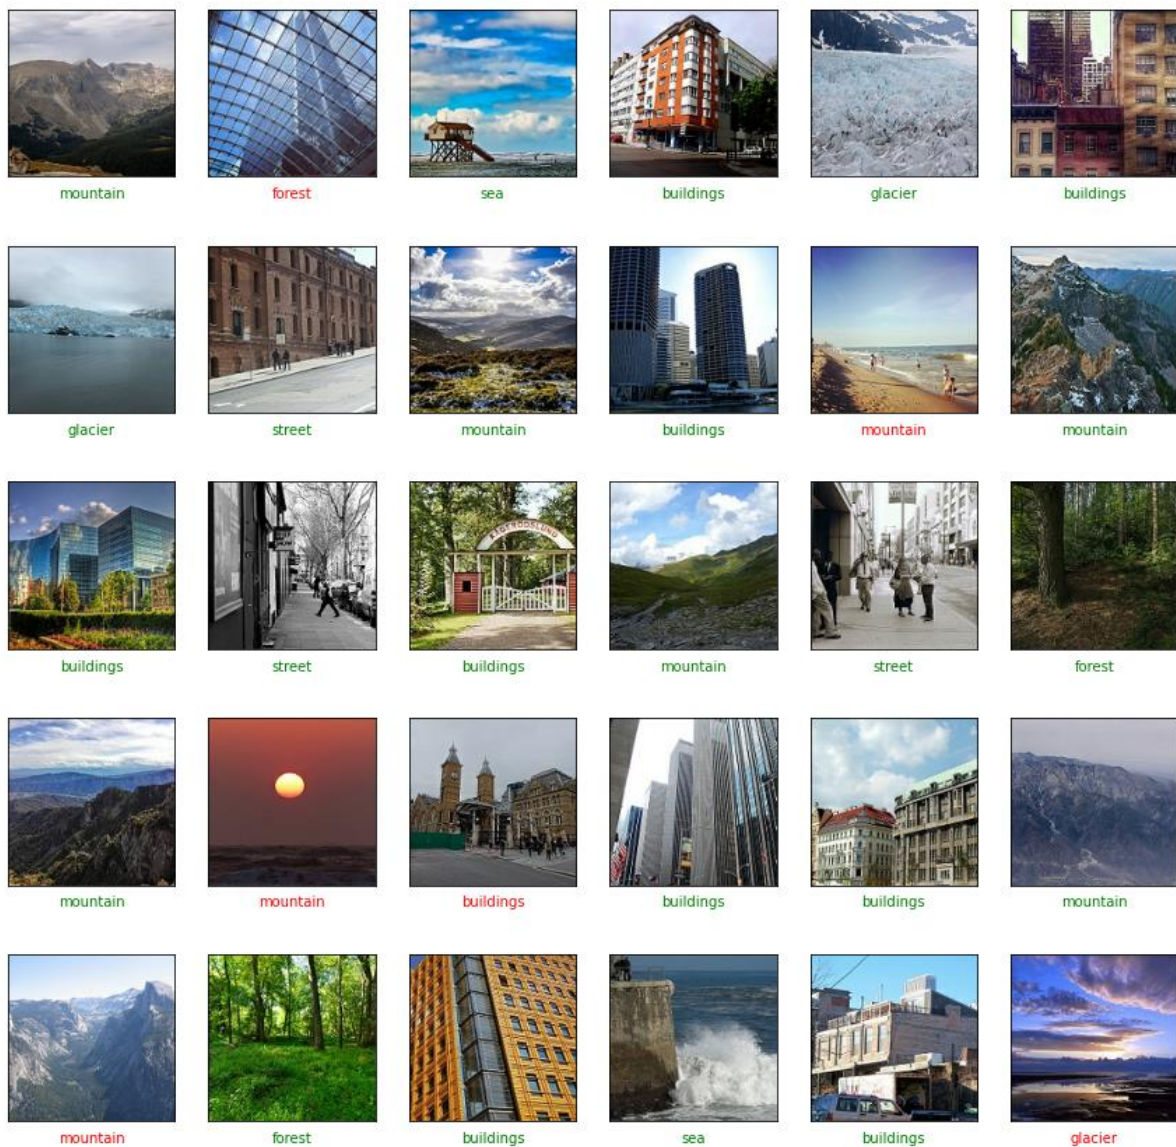 mountain forest sea buildings glacier buildings
glacier street mountain buildings mountain mountain
buildings street buildings mountain street forest
mountain mountain buildings buildings buildings mountain
mountain forest buildings sea buildings glacier